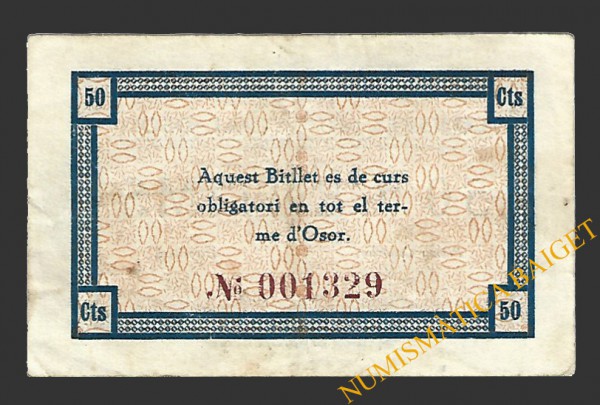 50 Cts
Aquest Bitllet es de curs
obligatori en tot el ter-
me d'Osor.
Nº 001329
Cts 50
NUMISMÀTICA BAIGET